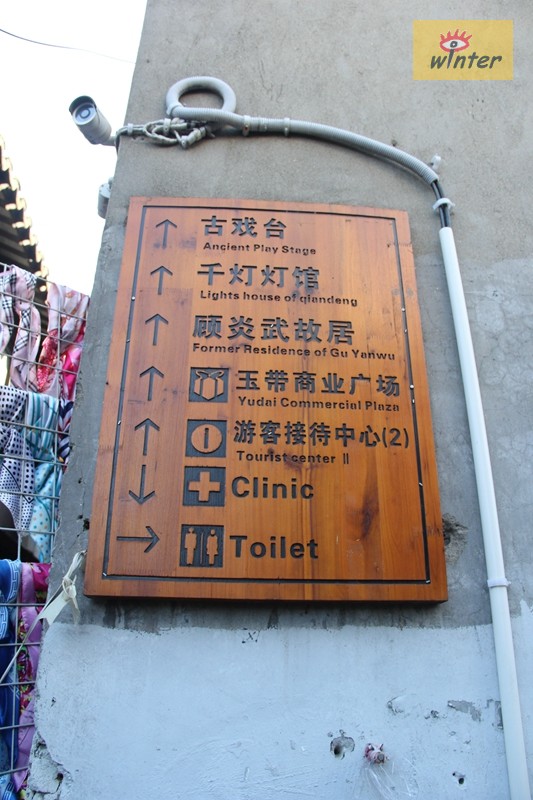 winter
古戏台
Ancient Play Stage
千灯灯馆
Lights house of qiandeng
顾炎武故居
Former Residence of Gu Yanwu
玉带商业广场
Yudai Commercial Plaza
游客接待中心(2)
Tourist center II
Clinic
Toilet